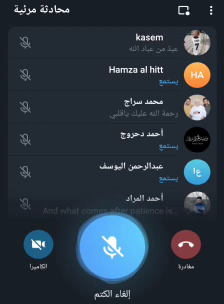 محادثة مرئية
kasem
عبدٌ من عباد الله
Hamza al hitt
HA
يستمع
محمد سراج
رحمة الله عليك ياقلبي
أحمد دحروج
يستمع
عبدالرحمن اليوسف
يستمع
ع ا
أحمد المراد
And what comes after patience is..
الكاميرا
مغادرة
إلغاء الكتم